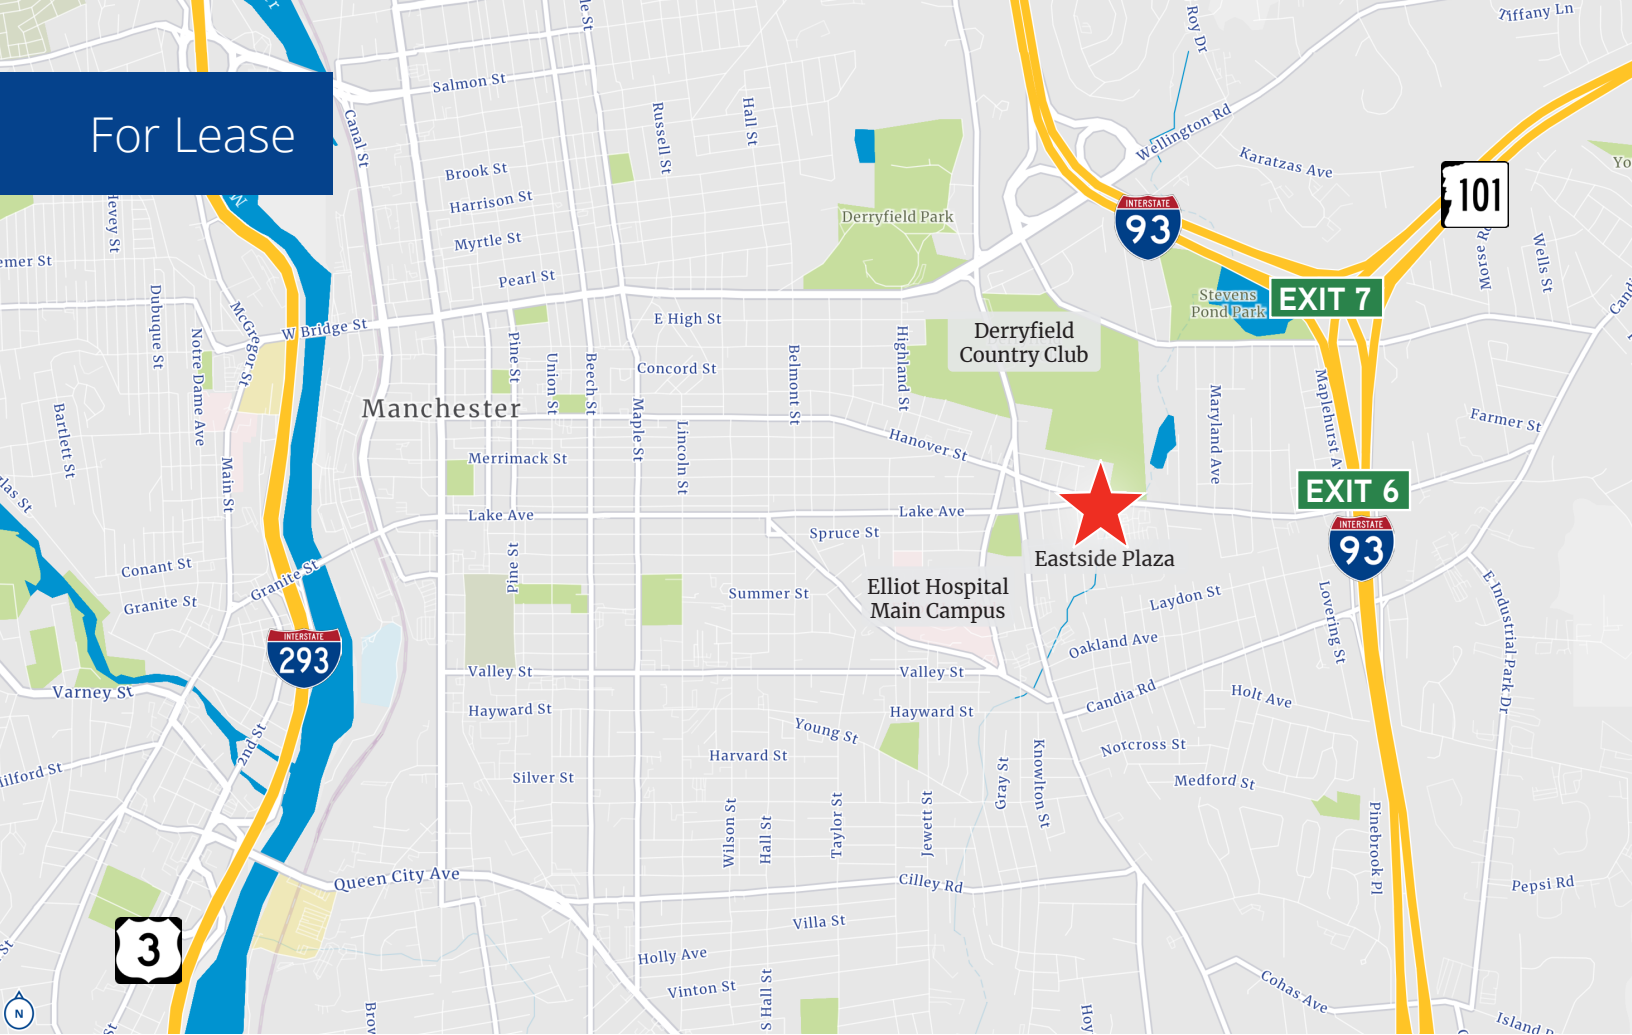 For Lease
Tiffany Ln
Roy Dr
Salmon St
Canal St
Russell St
Hall St
Wellington Rd
Karatzas Ave
Brook St
Harrison St
Myrtle St
Pearl St
Derryfield Park
INTERSTATE
93
101
Morse Rd
Wells St
Stevens
Pond Park
EXIT 7
Dubuque St
McGregor St
Notre Dame Ave
W Bridge St
E High St
Concord St
Pine St
Union St
Beech St
Belmont St
Highland St
Derryfield
Country Club
Manchester
Maple St
Lincoln St
Hanover St
Maryland Ave
Farmer St
Bartlett St
Main St
Merrimack St
EXIT 6
Lake Ave
Lake Ave
Spruce St
INTERSTATE
93
Eastside Plaza
Elliot Hospital
Main Campus
Conant St
Granite St
Granite St
Pine St
Summer St
Laydon St
Oakland Ave
Lovering St
E Industrial Park Dr
INTERSTATE
293
Varney St
Valley St
Valley St
Candia Rd
Holt Ave
Hayward St
Hayward St
Young St
2nd St
Harvard St
Norcross St
Silver St
Medford St
Gray St
Knowlton St
Wilson St
Hall St
Taylor St
Jewett St
Pinebrook Pl
Queen City Ave
Cilley Rd
Pepsi Rd
Villa St
3
Holly Ave
Vinton St
S Hall St
Cohas Ave
N